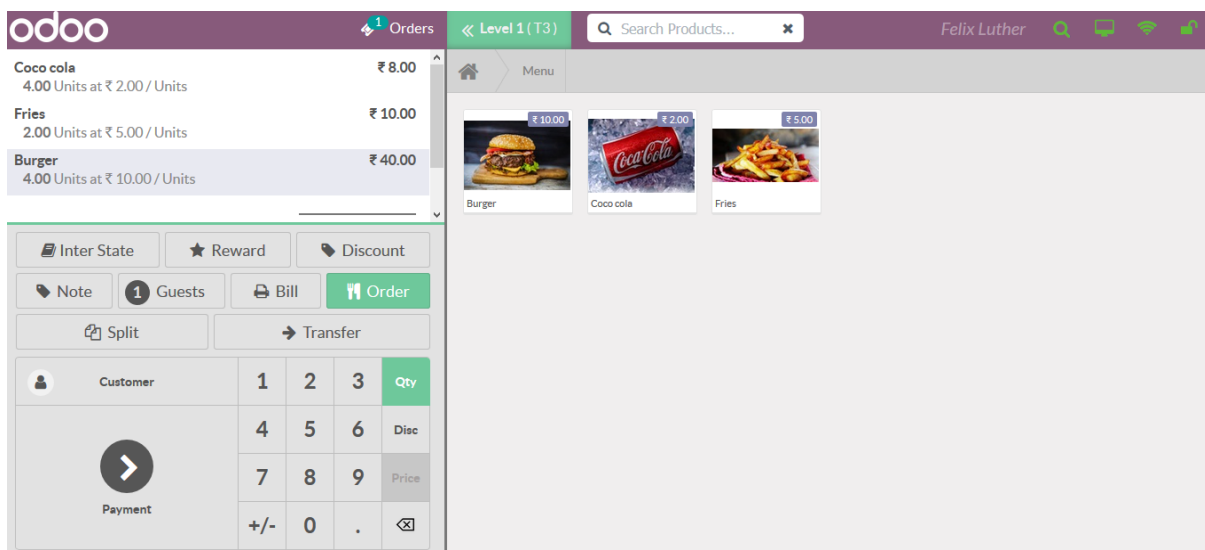 odoo
1 Orders
« Level 1 ( T3 )
Search Products...
Felix Luther
Coco cola ₹ 8.00
4.00 Units at ₹ 2.00 / Units
Fries ₹ 10.00
2.00 Units at ₹ 5.00 / Units
Burger ₹ 40.00
4.00 Units at ₹ 10.00 / Units
Menu
₹ 10.00
Burger
₹ 2.00
Coca-Cola
Coco cola
₹ 5.00
Fries
Inter State Reward Discount
Note 1 Guests Bill Order
Split Transfer
Customer 1 2 3 Qty
4 5 6 Disc
7 8 9 Price
Payment
+/- 0 .